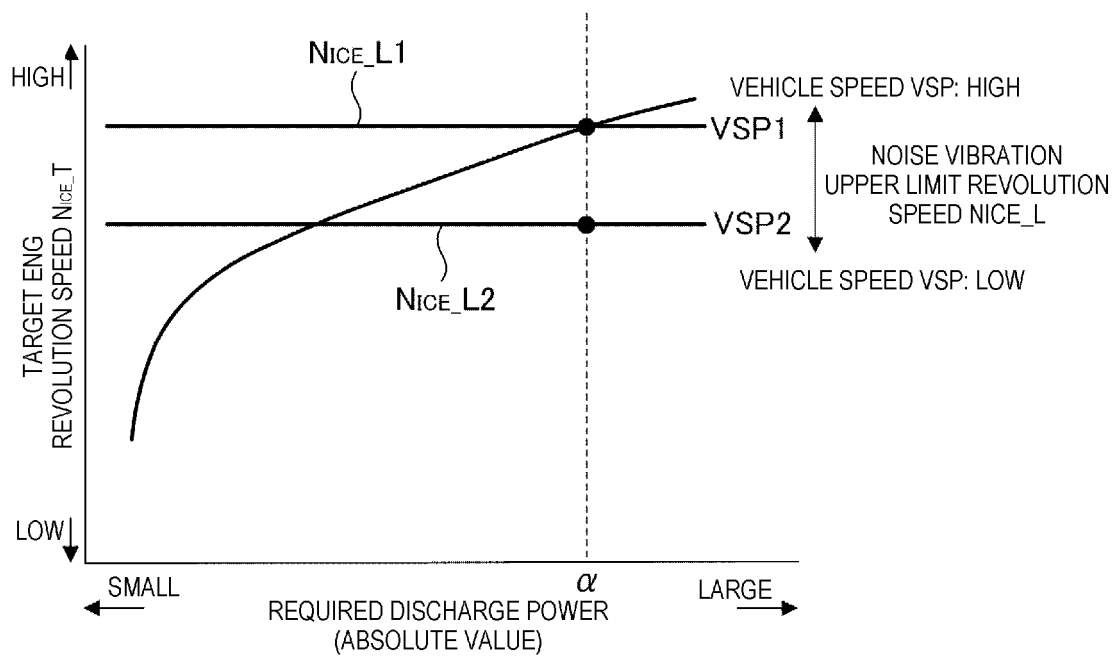 NICE_L1
HIGH
VEHICLE SPEED VSP: HIGH
VSP1
NOISE VIBRATION
UPPER LIMIT REVOLUTION
SPEED NICE_L
VSP2
VEHICLE SPEED VSP: LOW
NICE_L2
TARGET ENG
REVOLUTION SPEED NICE_T
LOW
SMALL
α
LARGE
REQUIRED DISCHARGE POWER
(ABSOLUTE VALUE)